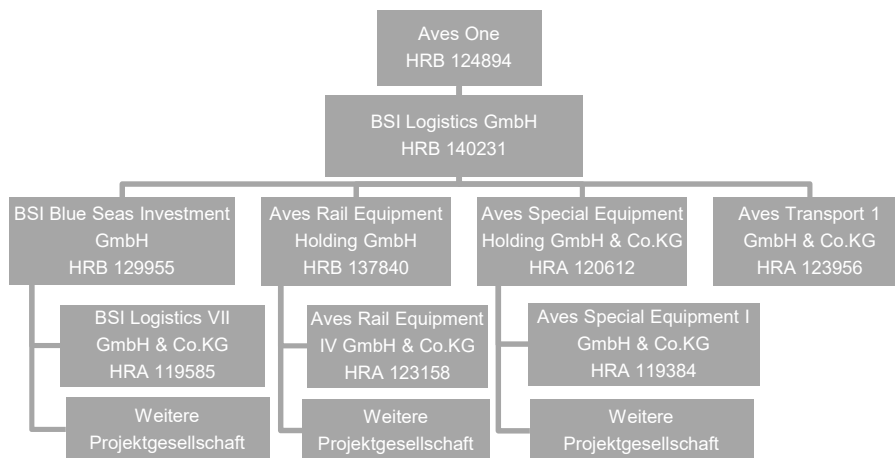 Aves One
HRB 124894
BSI Logistics GmbH
HRB 140231
BSI Blue Seas Investment
GmbH
HRB 129955
Aves Rail Equipment
Holding GmbH
HRB 137840
Aves Special Equipment
Holding GmbH & Co.KG
HRA 120612
Aves Transport 1
GmbH & Co.KG
HRA 123956
BSI Logistics VII
GmbH & Co.KG
HRA 119585
Aves Rail Equipment
IV GmbH & Co.KG
HRA 123158
Aves Special Equipment I
GmbH & Co.KG
HRA 119384
Weitere
Projektgesellschaft
Weitere
Projektgesellschaft
Weitere
Projektgesellschaft